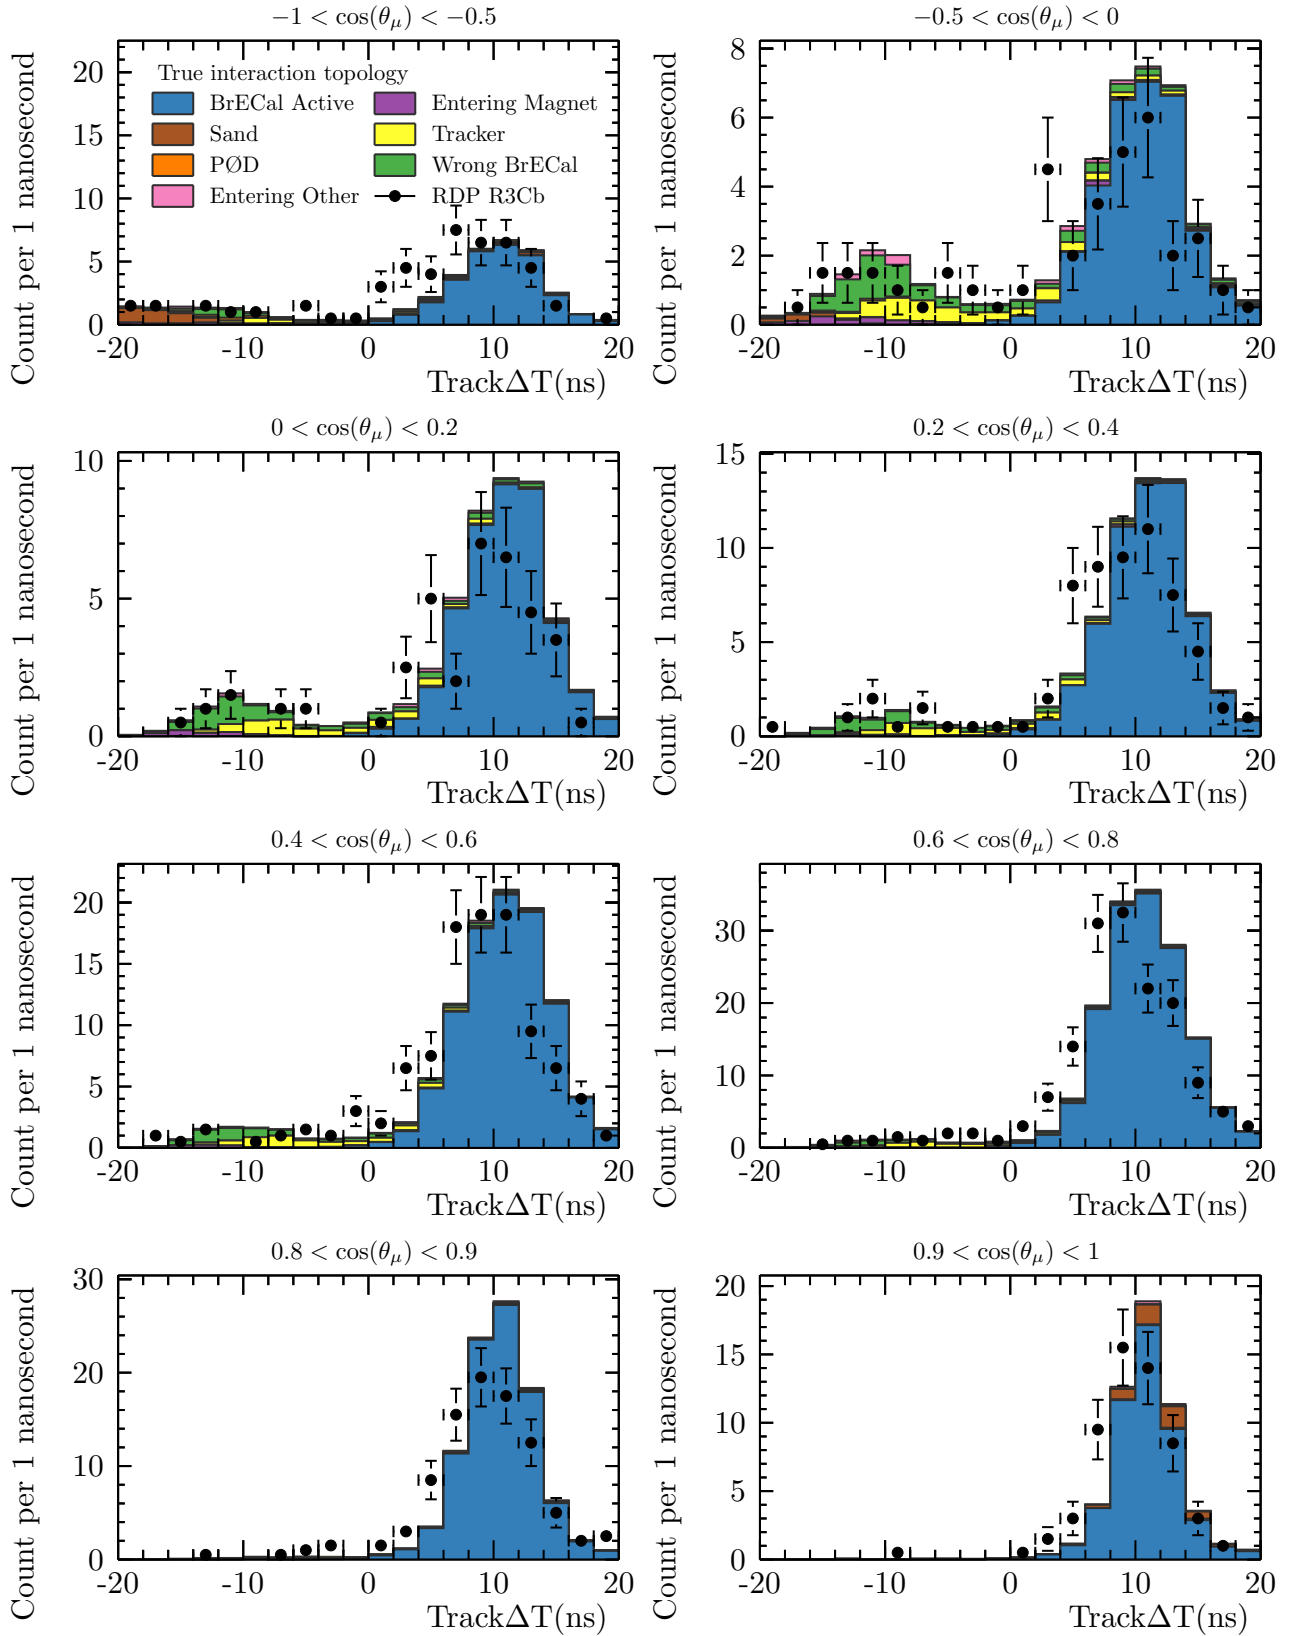 −1 < cos(θμ) < −0.5
Count per 1 nanosecond
20
15
10
5
0
True interaction topology
BrECal Active
Sand
PØD
Entering Other
Entering Magnet
Tracker
Wrong BrECal
RDP R3Cb
-20 -10 0 10 20
TrackΔT(ns)
−0.5 < cos(θμ) < 0
Count per 1 nanosecond
8
6
4
2
0
-20 -10 0 10 20
TrackΔT(ns)
0 < cos(θμ) < 0.2
Count per 1 nanosecond
10
5
0
-20 -10 0 10 20
TrackΔT(ns)
0.2 < cos(θμ) < 0.4
Count per 1 nanosecond
15
10
5
0
-20 -10 0 10 20
TrackΔT(ns)
0.4 < cos(θμ) < 0.6
Count per 1 nanosecond
20
15
10
5
0
-20 -10 0 10 20
TrackΔT(ns)
0.6 < cos(θμ) < 0.8
Count per 1 nanosecond
30
20
10
0
-20 -10 0 10 20
TrackΔT(ns)
0.8 < cos(θμ) < 0.9
Count per 1 nanosecond
30
20
10
0
-20 -10 0 10 20
TrackΔT(ns)
0.9 < cos(θμ) < 1
Count per 1 nanosecond
20
15
10
5
0
-20 -10 0 10 20
TrackΔT(ns)